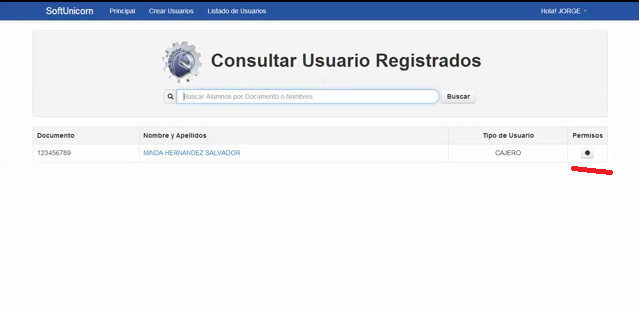 SoftUnicorn Principal Crear Usuarios Listado de Usuarios Hola! JORGE
Consultar Usuario Registrados
Buscar Alumnos por Documento o Nombres Buscar
Documento Nombre y Apellidos Tipo de Usuario Permisos
123456789 MINDA HERNANDEZ SALVADOR CAJERO